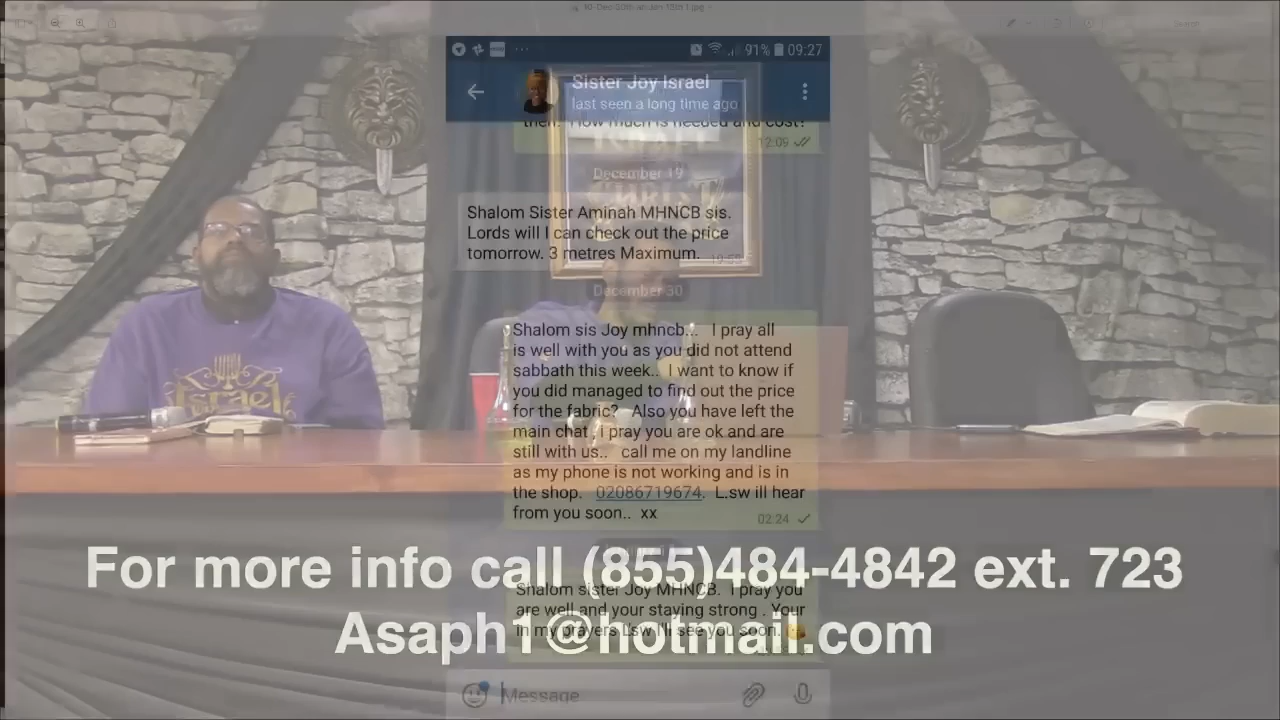 91% 09:27
Sister Joy Israel
last seen a long time ago
then. How much is needed and cost?
12:09
December 19
Shalom Sister Aminah MHNCB sis.
Lords will I can check out the price
tomorrow. 3 metres Maximum. 19:55
December 30
Shalom sis Joy mhncb... I pray all
is well with you as you did not attend
sabbath this week.. I want to know if
you did managed to find out the price
for the fabric? Also you have left the
main chat , i pray you are ok and are
still with us.. call me on my landline
as my phone is not working and is in
the shop. 02086719674. L.sw ill hear
from you soon.. xx
02:24
Israel
For more info call (855)484-4842 ext. 723
Shalom sister Joy MHNCB. I pray you
are well and your staying strong . Your
in my prayers Lsw I'll see you soon.
Asaph1@hotmail.com
Message